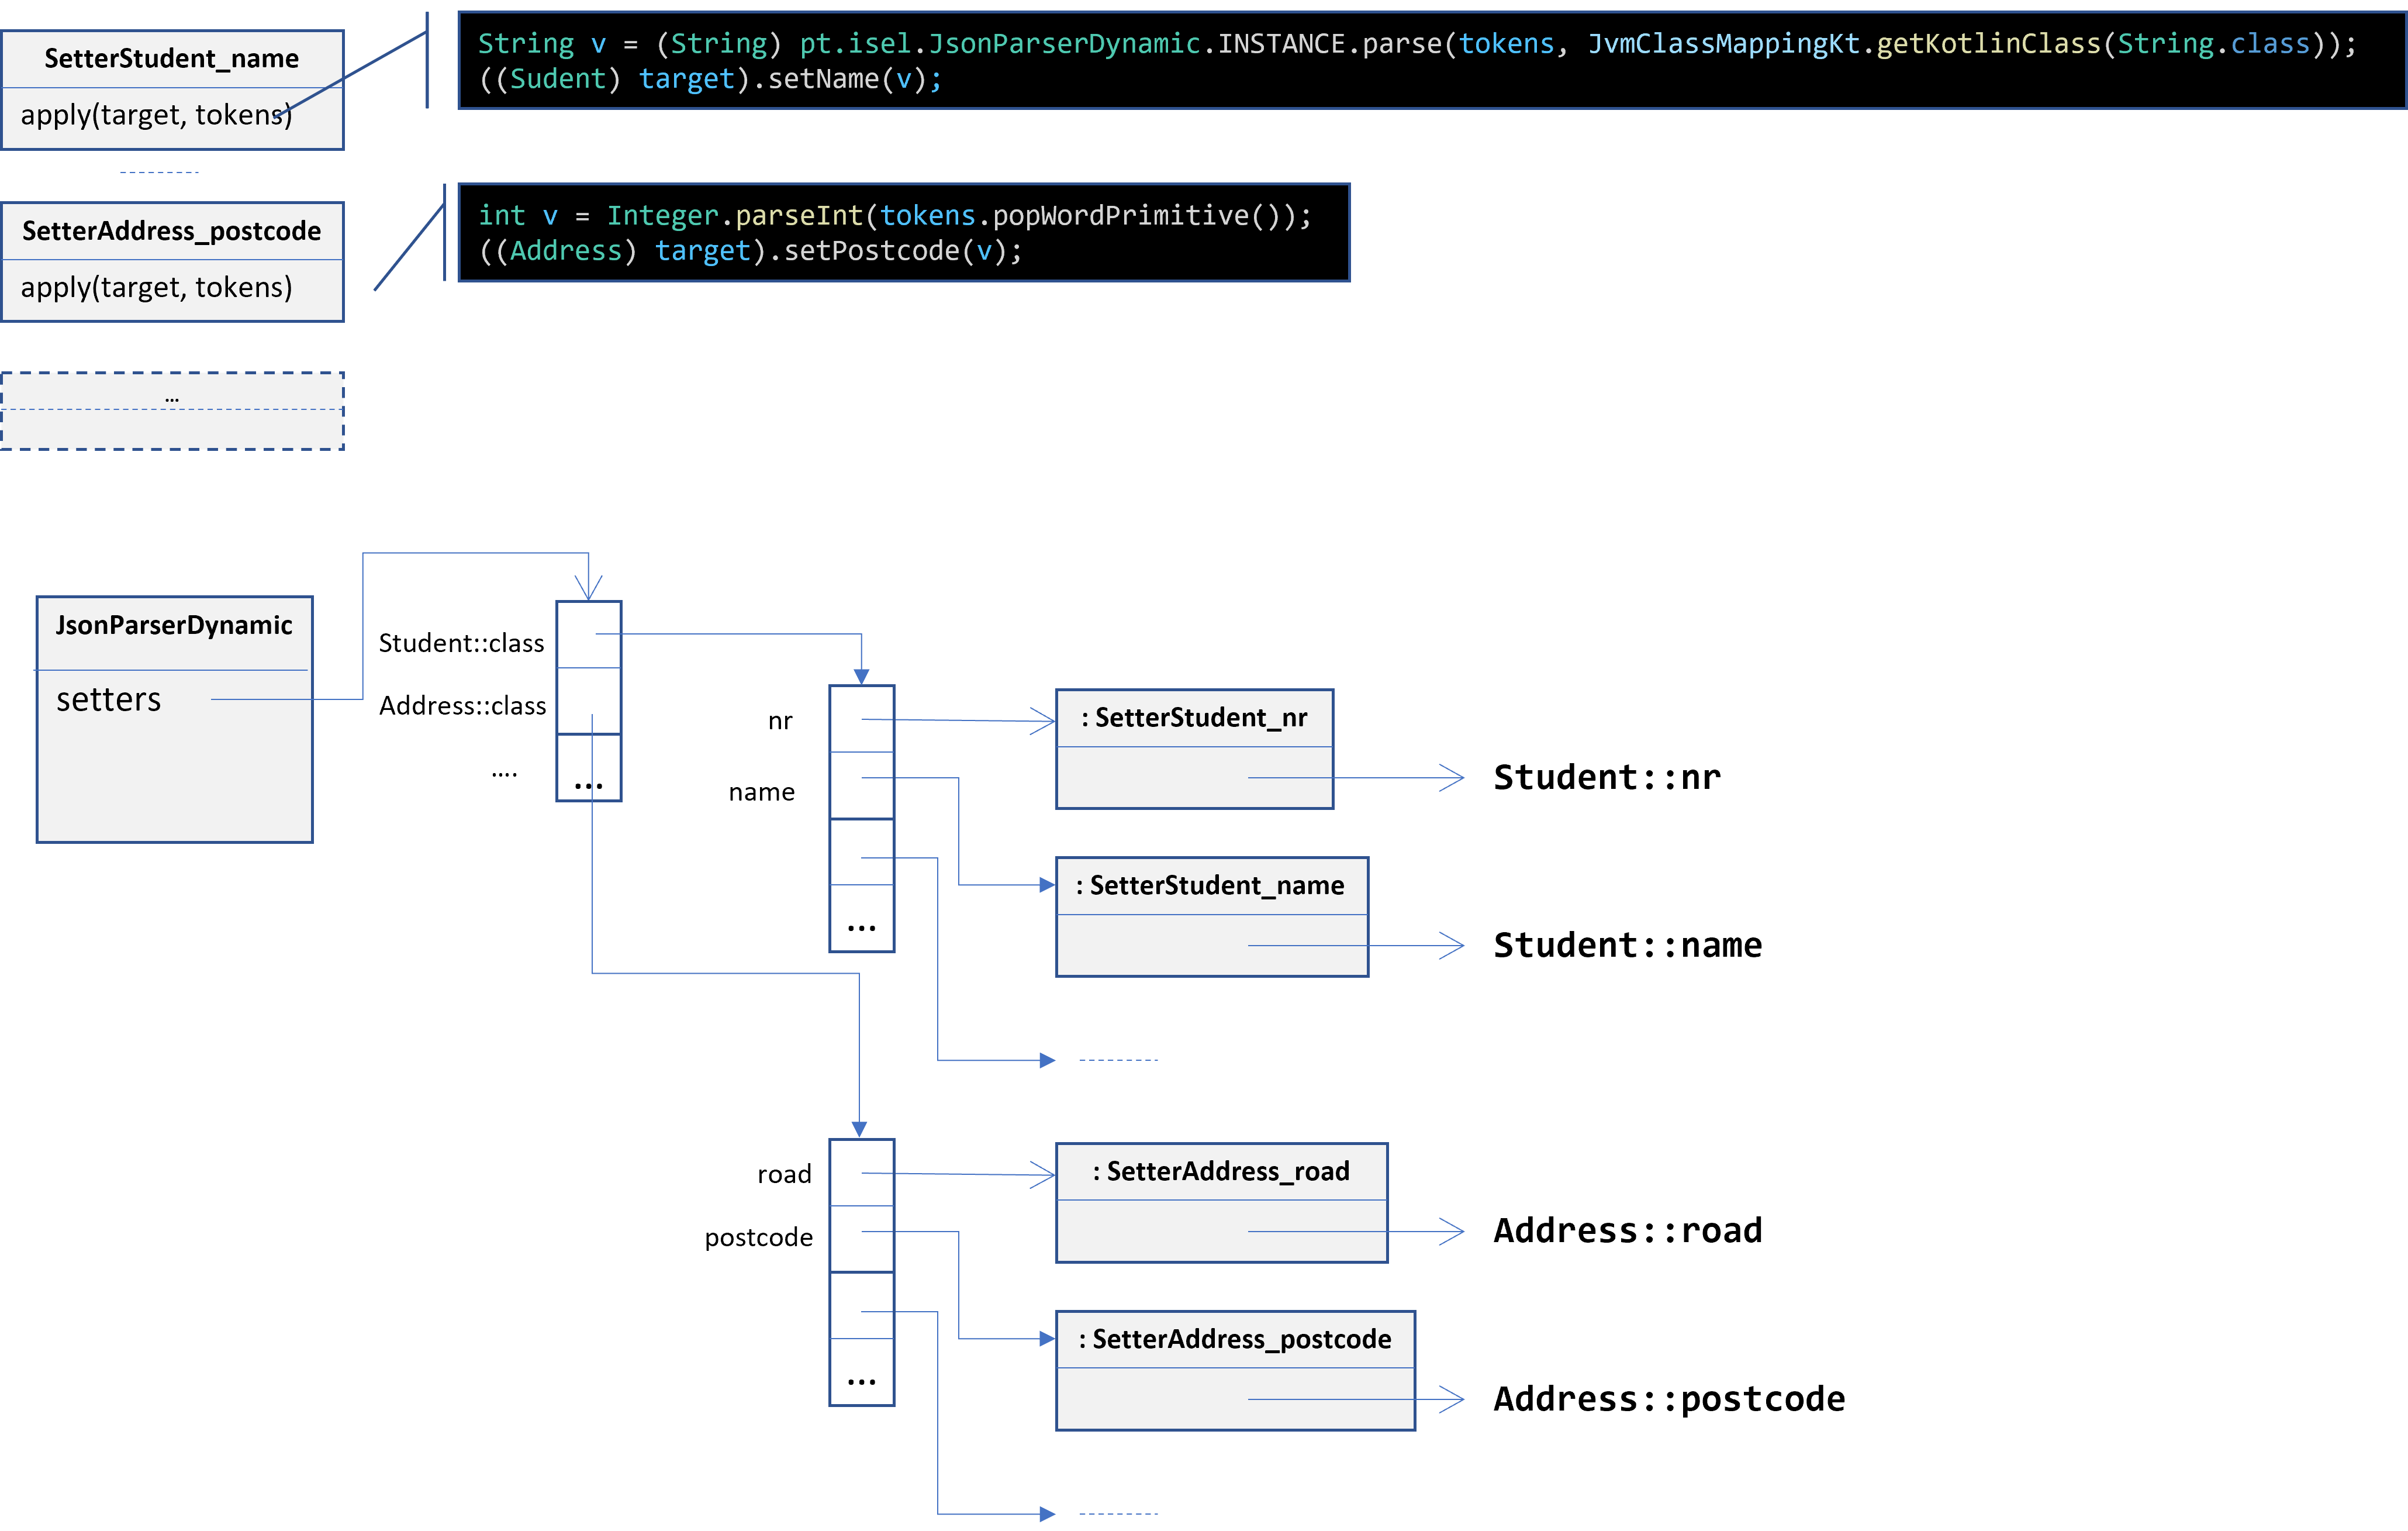 SetterStudent_name
apply(target, tokens)
String v = (String) pt.isel.JsonParserDynamic.INSTANCE.parse(tokens, JvmClassMappingKt.getKotlinClass(String.class));
((Sudent) target).setName(v);
SetterAddress_postcode
apply(target, tokens)
int v = Integer.parseInt(tokens.popWordPrimitive());
((Address) target).setPostcode(v);
...
JsonParserDynamic
setters
Student::class
Address::class
....
...
nr
name
...
: SetterStudent_nr
Student::nr
: SetterStudent_name
Student::name
road
postcode
...
: SetterAddress_road
Address::road
: SetterAddress_postcode
Address::postcode